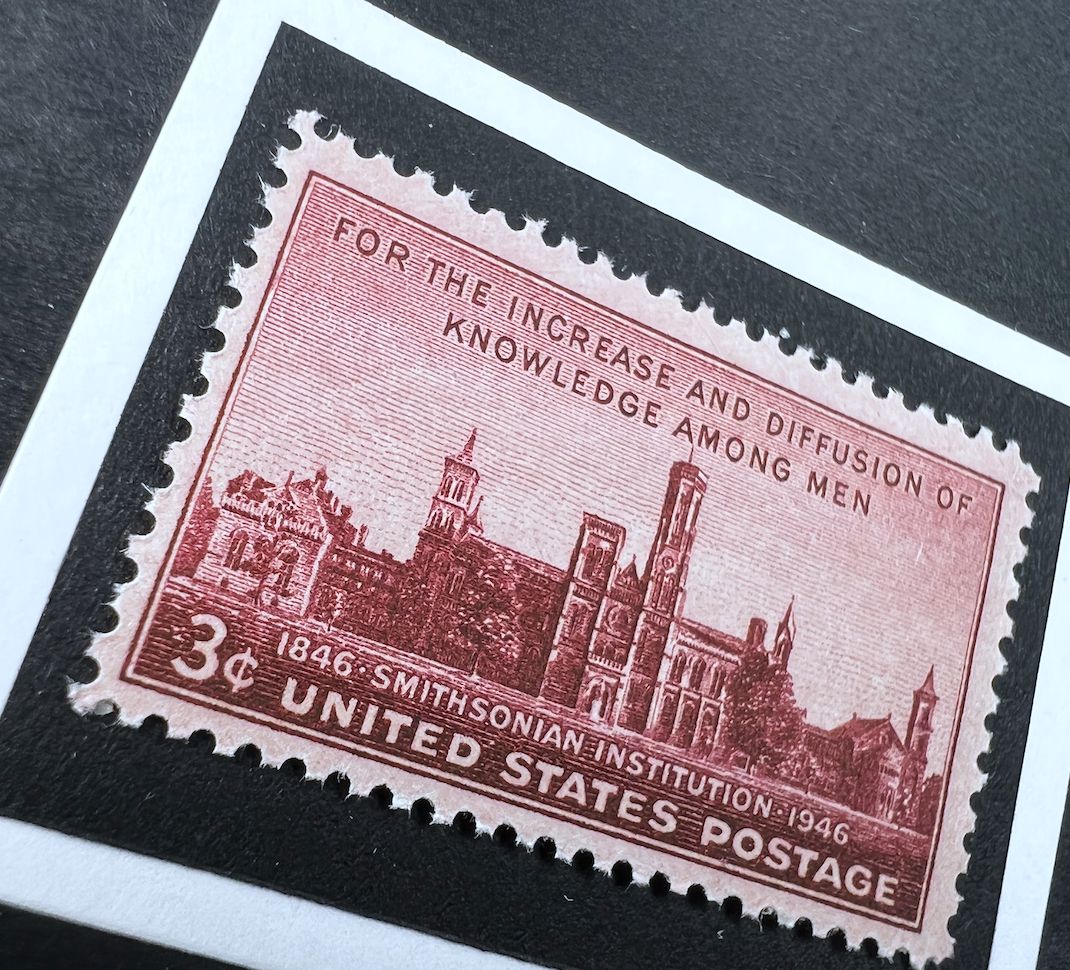 FOR THE INCREASE AND DIFFUSION OF
KNOWLEDGE AMONG MEN
3¢
1846·SMITHSONIAN INSTITUTION·1946
UNITED STATES POSTAGE